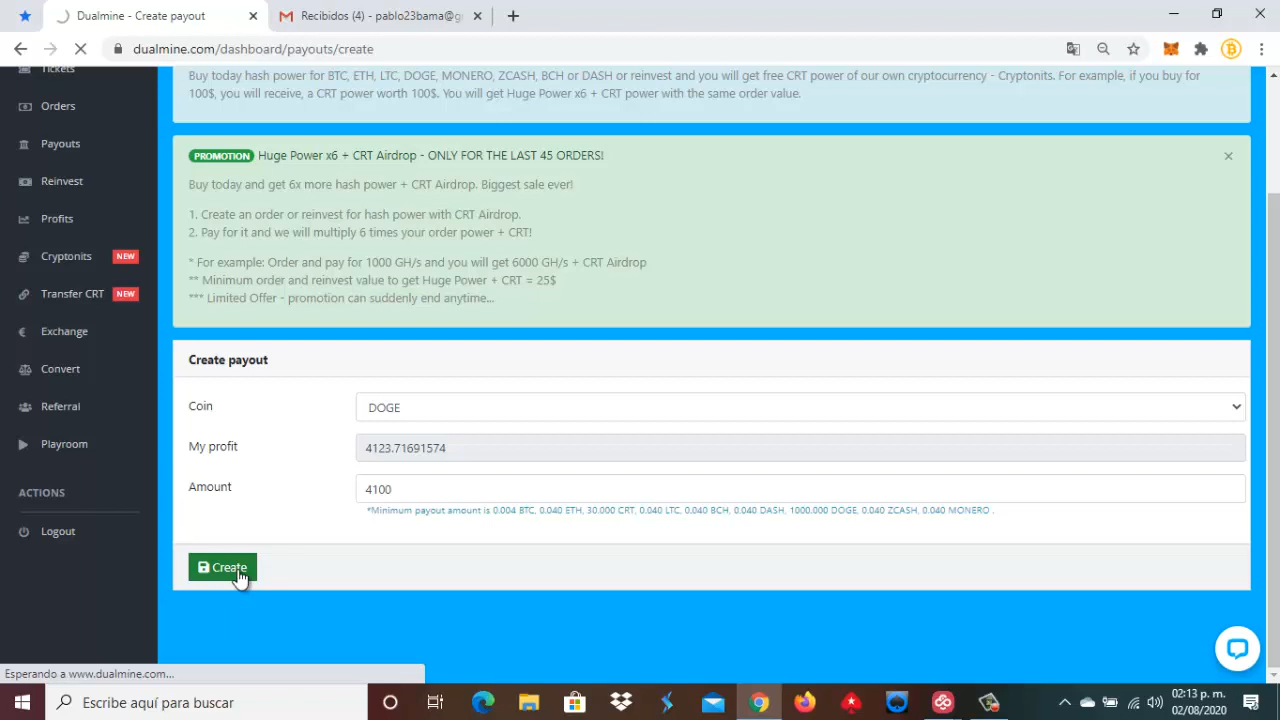 Dualmine - Create payout
Recibidos (4) - pablo23bama@g
dualmine.com/dashboard/payouts/create
Tickets
Orders
Payouts
Reinvest
Profits
Cryptonits NEW
Transfer CRT NEW
Exchange
Convert
Referral
Playroom
ACTIONS
Logout
Buy today hash power for BTC, ETH, LTC, DOGE, MONERO, ZCASH, BCH or DASH or reinvest and you will get free CRT power of our own cryptocurrency - Cryptonits. For example, if you buy for
100$, you will receive, a CRT power worth 100$. You will get Huge Power x6 + CRT power with the same order value.
PROMOTION Huge Power x6 + CRT Airdrop - ONLY FOR THE LAST 45 ORDERS!
Buy today and get 6x more hash power + CRT Airdrop. Biggest sale ever!
1. Create an order or reinvest for hash power with CRT Airdrop.
2. Pay for it and we will multiply 6 times your order power + CRT!
* For example: Order and pay for 1000 GH/s and you will get 6000 GH/s + CRT Airdrop
** Minimum order and reinvest value to get Huge Power + CRT = 25$
*** Limited Offer - promotion can suddenly end anytime...
Create payout
Coin
DOGE
My profit
4123.71691574
Amount
4100
*Minimum payout amount is 0.004 BTC, 0.040 ETH, 30.000 CRT, 0.040 LTC, 0.040 BCH, 0.040 DASH, 1000.000 DOGE, 0.040 ZCASH, 0.040 MONERO .
Create
Esperando a www.dualmine.com...
Escribe aquí para buscar
02:13 p. m.
02/08/2020